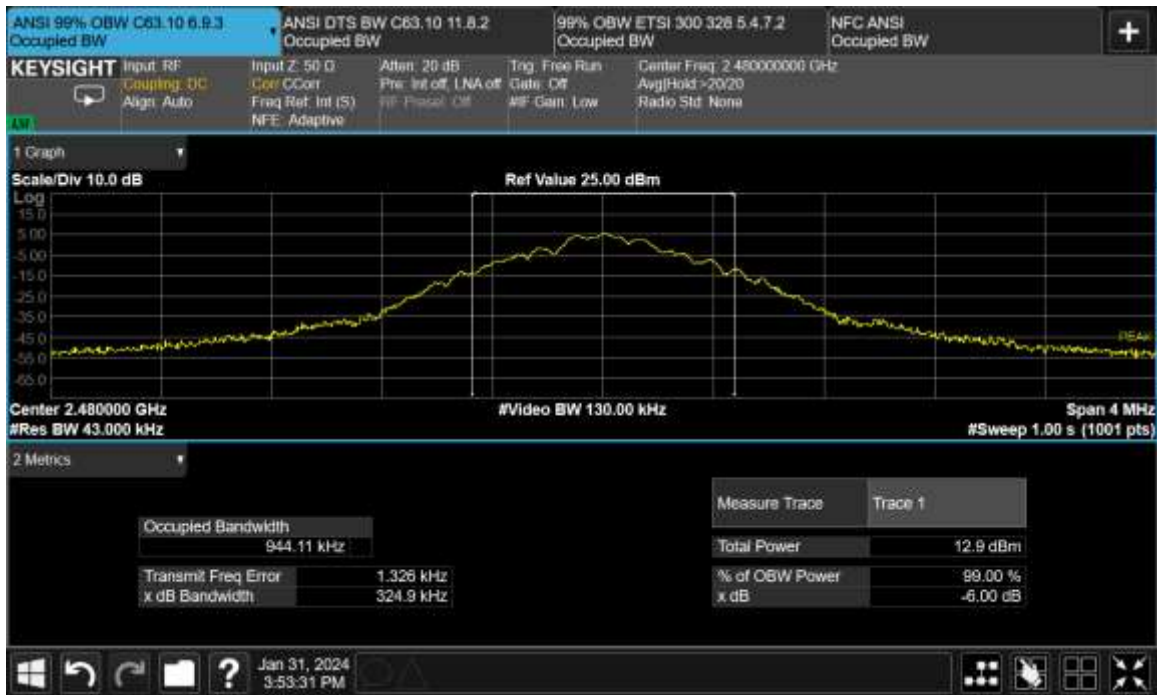 ANSI 99% OBW C63.10 6.9.3
Occupied BW
ANSI DTS BW C63.10 11.8.2
Occupied BW
99% OBW ETSI 300 328 5.4.7.2
Occupied BW
NFC ANSI
Occupied BW
+
KEYSIGHT
Input: RF
Coupling: DC
Align: Auto
Input Z: 50 Ω
Corr CCorr
Freq Ref: Int (S)
NFE: Adaptive
Atten: 20 dB
Pre: Int off, LNA off
Trig: Free Run
Gate: Off
#IF Gain: Low
Center Freq: 2.480000000 GHz
Avg|Hold:>20/20
Radio Std: None
1 Graph
Scale/Div 10.0 dB
Ref Value 25.00 dBm
Log
15.0
5.00
-5.00
-15.0
-25.0
-35.0
-45.0
-55.0
-65.0
PEAK
Center 2.480000 GHz
#Video BW 130.00 kHz
Span 4 MHz
#Res BW 43.000 kHz
#Sweep 1.00 s (1001 pts)
2 Metrics
Measure Trace
Trace 1
Occupied Bandwidth
944.11 kHz
Total Power
12.9 dBm
Transmit Freq Error
1.326 kHz
% of OBW Power
99.00 %
x dB Bandwidth
324.9 kHz
x dB
-6.00 dB
?
Jan 31, 2024
3:53:31 PM